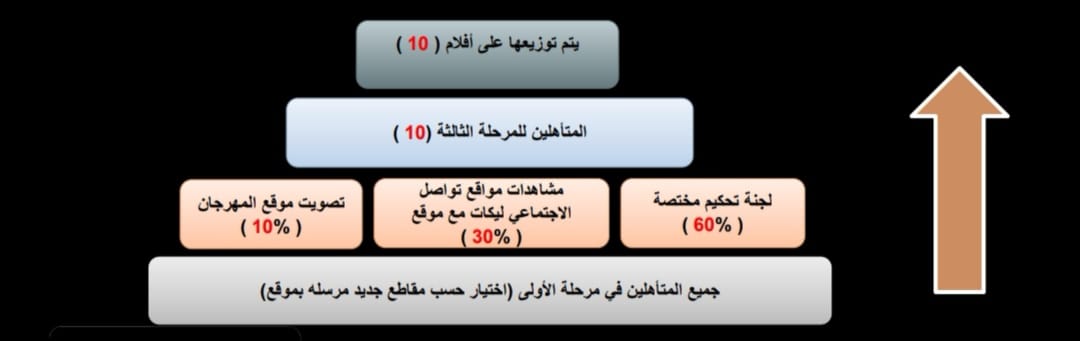 يتم توزيعها على أفلام ( 10 )
المتأهلين للمرحلة الثالثة (10 )
لجنة تحكيم مختصة
( 60% )
مشاهدات مواقع تواصل
الاجتماعي ليكات مع موقع
( 30% )
تصويت موقع المهرجان
( 10% )
جميع المتأهلين في مرحلة الأولى (اختيار حسب مقاطع جديد مرسله بموقع)